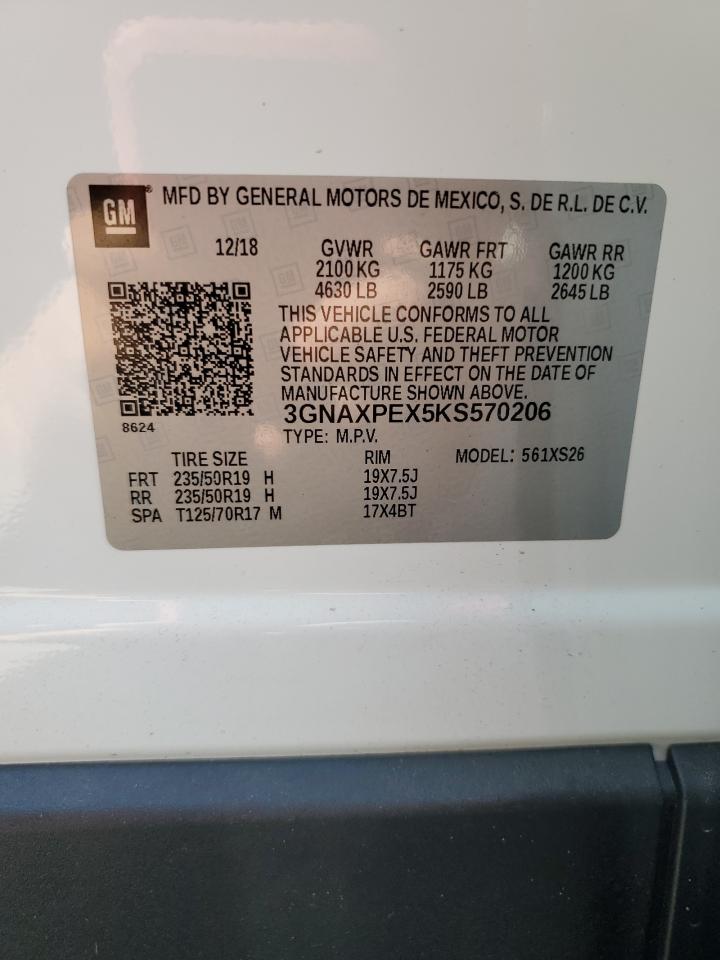 GM ® MFD BY GENERAL MOTORS DE MEXICO, S. DE R.L. DE C.V.
12/18 GVWR GAWR FRT GAWR RR
2100 KG 1175 KG 1200 KG
4630 LB 2590 LB 2645 LB
THIS VEHICLE CONFORMS TO ALL
APPLICABLE U.S. FEDERAL MOTOR
VEHICLE SAFETY AND THEFT PREVENTION
STANDARDS IN EFFECT ON THE DATE OF
MANUFACTURE SHOWN ABOVE.
8624
3GNAXPEX5KS570206
TYPE: M.P.V.
TIRE SIZE RIM MODEL: 561XS26
FRT 235/50R19 H 19X7.5J
RR 235/50R19 H 19X7.5J
SPA T125/70R17 M 17X4BT